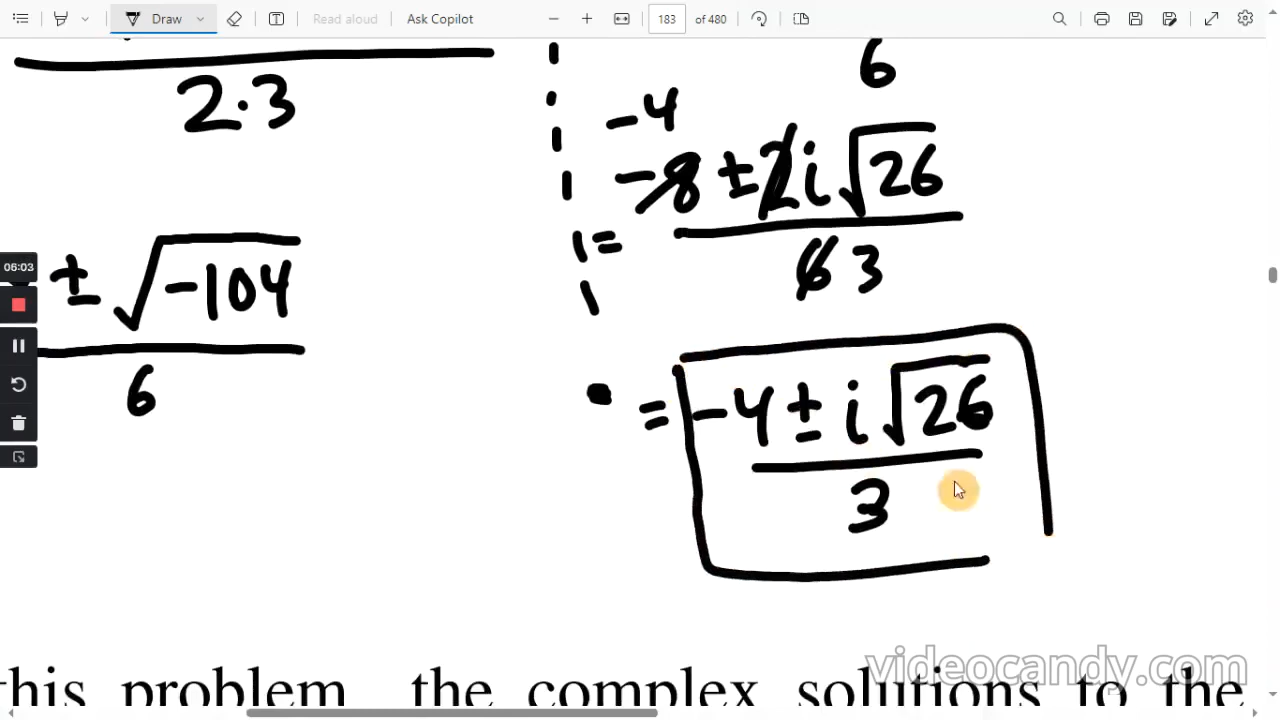 Draw
Read aloud
Ask Copilot
183 of 480
2·3
± √-104
6
6
-4
= -8 ± 2i √26
6 3
= -4 ± i √26
3
06:03
this problem the complex solutions to the
videocandy.com